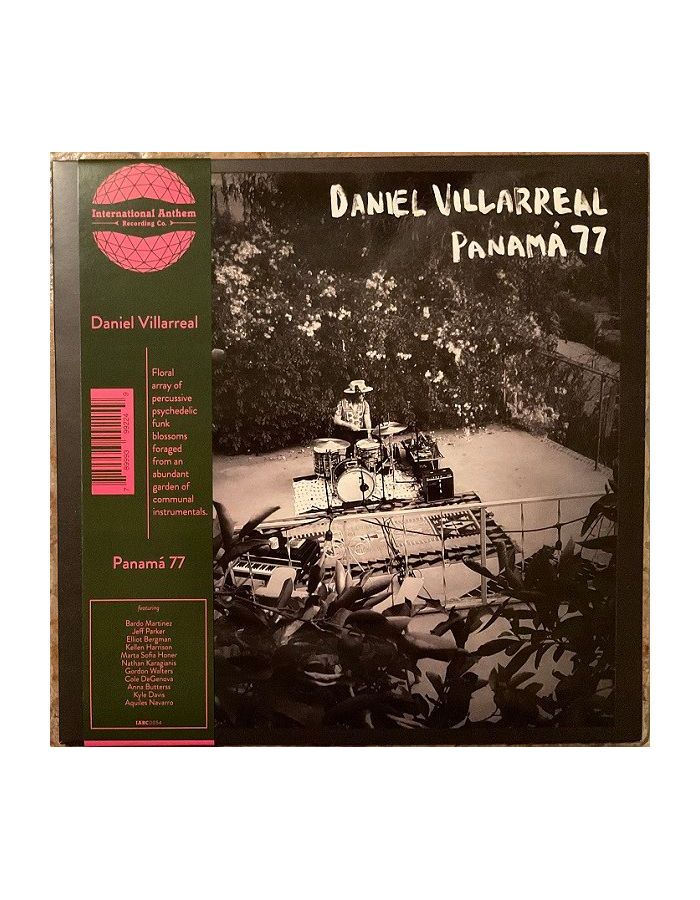 International Anthem
Recording Co.
Daniel Villarreal
Floral
array of
percussive
psychedelic
funk
blossoms
foraged
from an
abundant
garden of
communal
instrumentals.
Panamá 77
featuring
Bardo Martinez
Jeff Parker
Elliot Bergman
Kellen Harrison
Marta Sofia Honer
Nathan Karagianis
Gordon Walters
Cole DeGenova
Anna Butterss
Kyle Davis
Aquiles Navarro
IARC0054
DANIEL VILLARREAL
PANAMÁ 77